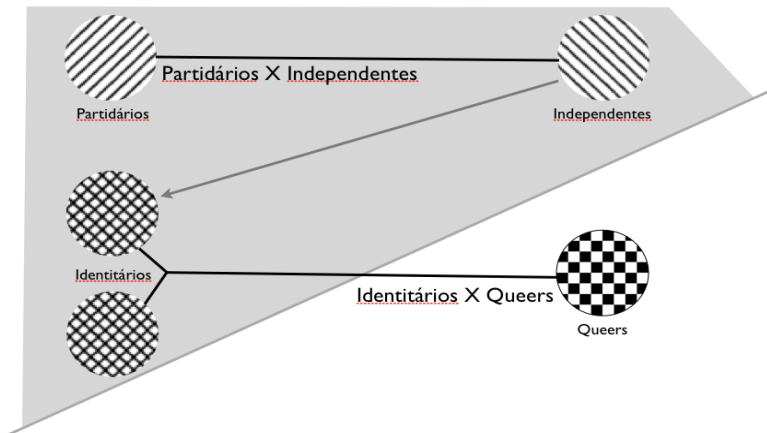 Partidários X Independentes
Partidários
Independentes
Identitários
Identitários X Queers
Queers